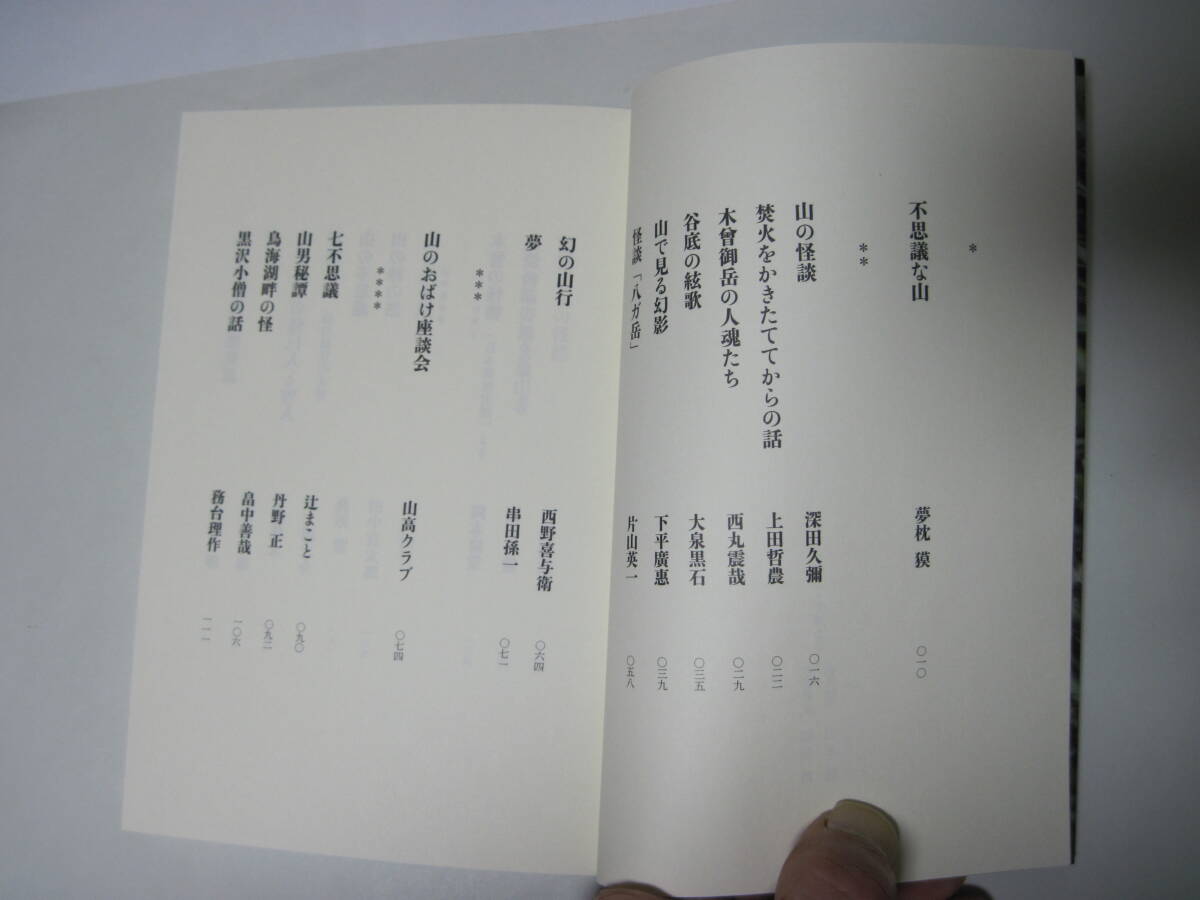 *
不思議な山 夢枕 獏 〇一〇
**
山の怪談 深田久彌 〇一六
焚火をかきたててからの話 上田哲農 〇二二
木曾御岳の人魂たち 西丸震哉 〇二九
谷底の絃歌 大泉黒石 〇三五
山で見る幻影 下平廣惠 〇三九
怪談「八ガ岳」 片山英一 〇五八
幻の山行 西野喜与衛 〇六四
夢 串田孫一 〇七一
***
山のおばけ座談会 山高クラブ 〇七四
****
七不思議 辻まこと 〇九〇
山男秘譚 丹野 正 〇九二
鳥海湖畔の怪 畠中善哉 一〇六
黒沢小僧の話 務台理作 一一一